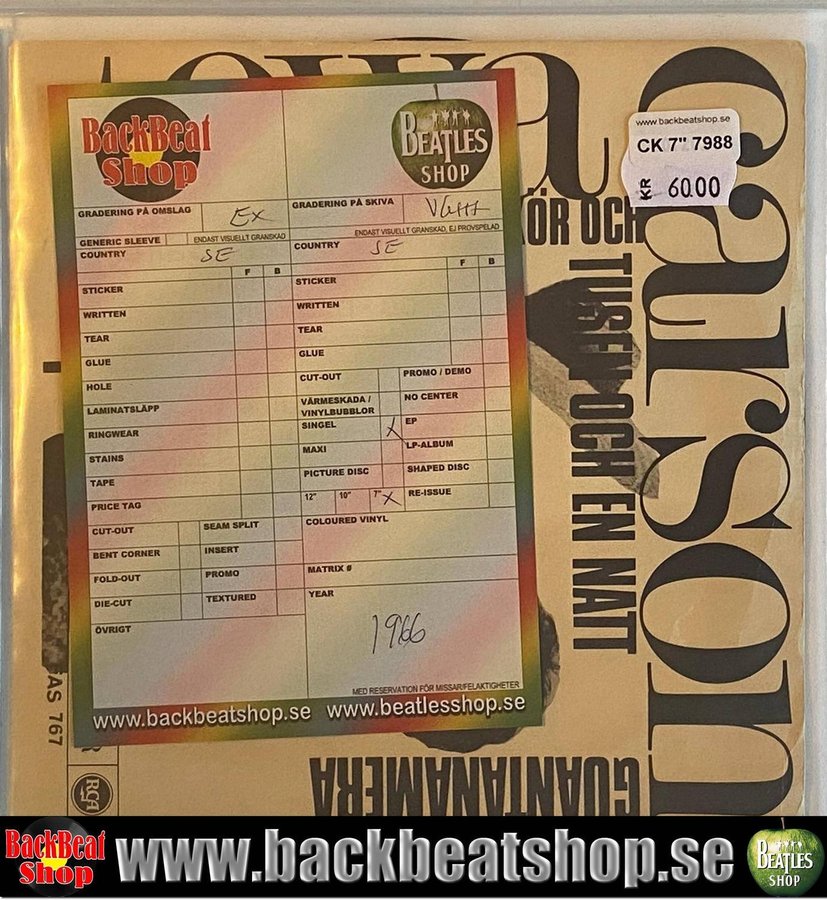 ewa
carson
KÖR OCH
TUSEN OCH EN NATT
GUANTANAMERA
FAS 767
RCA
www.backbeatshop.se
CK 7" 7988
KR 60.00
BackBeat
Shop
BEATLES
SHOP
GRADERING PÅ OMSLAG Ex
GENERIC SLEEVE ENDAST VISUELLT GRANSKAD
COUNTRY SE
F B
STICKER
WRITTEN
TEAR
GLUE
HOLE
LAMINATSLÄPP
RINGWEAR
STAINS
TAPE
PRICE TAG
CUT-OUT SEAM SPLIT
BENT CORNER INSERT
FOLD-OUT PROMO
DIE-CUT TEXTURED
ÖVRIGT
GRADERING PÅ SKIVA VG+++
ENDAST VISUELLT GRANSKAD, EJ PROVSPELAD
COUNTRY SE
F B
STICKER
WRITTEN
TEAR
GLUE
CUT-OUT PROMO / DEMO
VÄRMESKADA / NO CENTER
VINYLBUBBLOR
SINGEL X EP
MAXI LP-ALBUM
PICTURE DISC SHAPED DISC
12" 10" 7" X RE-ISSUE
COLOURED VINYL
MATRIX #
YEAR
1966
MED RESERVATION FÖR MISSAR/FELAKTIGHETER
www.backbeatshop.se www.beatlesshop.se
BackBeat
Shop
www.backbeatshop.se
BEATLES
SHOP